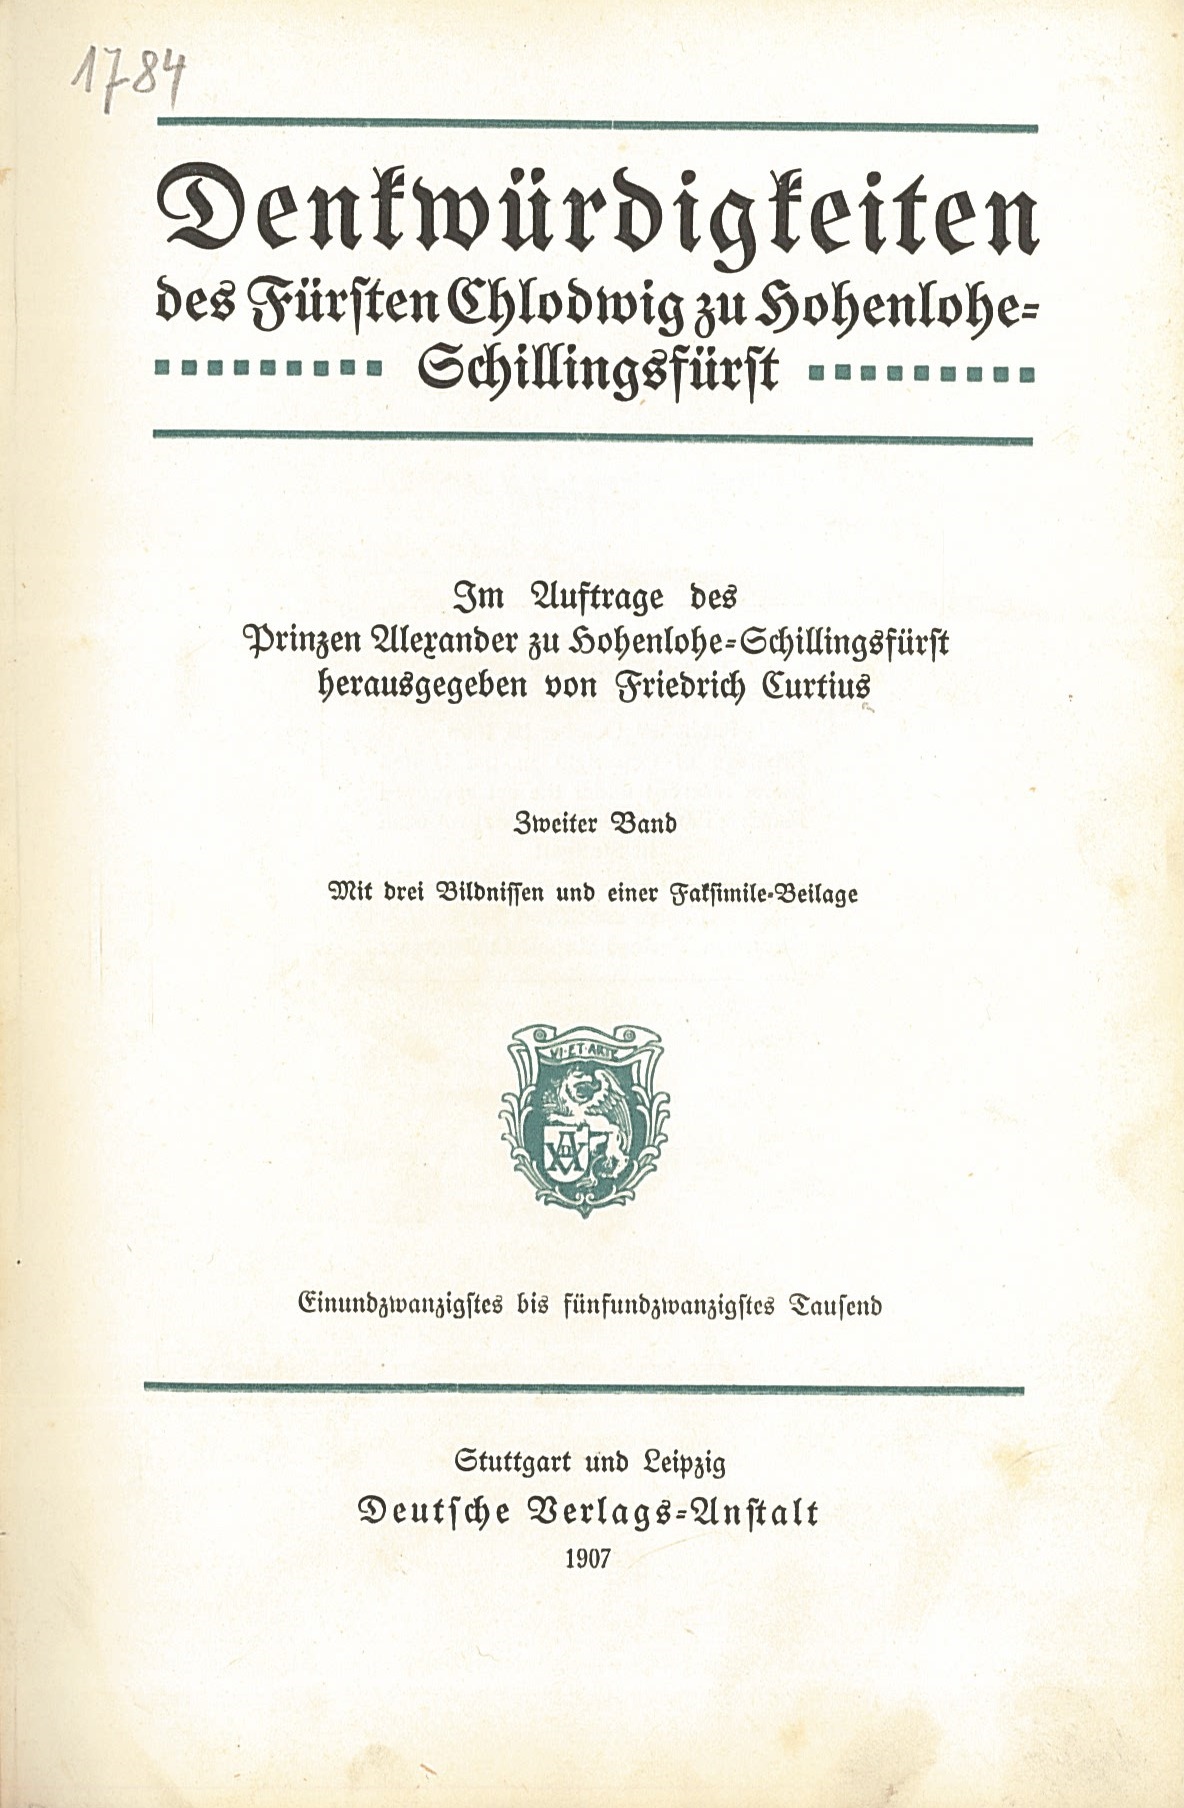 1784
Denkwürdigkeiten
des Fürsten Chlodwig zu Hohenlohe-
Schillingsfürst
Im Auftrage des
Prinzen Alexander zu Hohenlohe-Schillingsfürst
herausgegeben von Friedrich Curtius
Zweiter Band
Mit drei Bildnissen und einer Faksimile-Beilage
VI·ET·ARTE
Einundzwanzigstes bis fünfundzwanzigstes Tausend
Stuttgart und Leipzig
Deutsche Verlags-Anstalt
1907